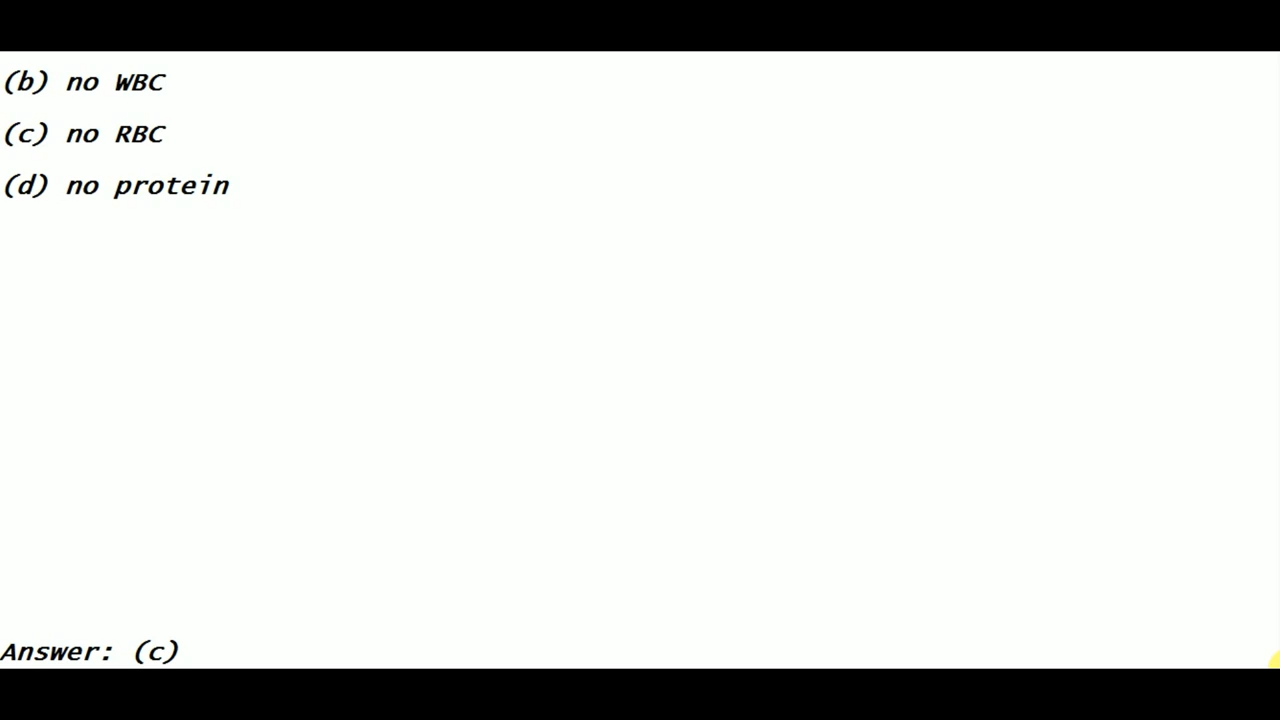 (b) no WBC
(c) no RBC
(d) no protein
Answer: (c)